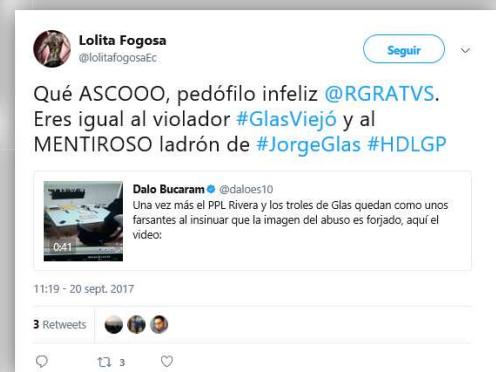 Lolita Fogosa
@lolitafogosaEc
Seguir
Qué ASCOOO, pedófilo infeliz @RGRATVS.
Eres igual al violador #GlasViejó y al
MENTIROSO ladrón de #JorgeGlas #HDLGP
Dalo Bucaram @daloes10
Una vez más el PPL Rivera y los troles de Glas quedan como unos
farsantes al insinuar que la imagen del abuso es forjado, aquí el
video:
0:41
11:19 - 20 sept. 2017
3 Retweets
3